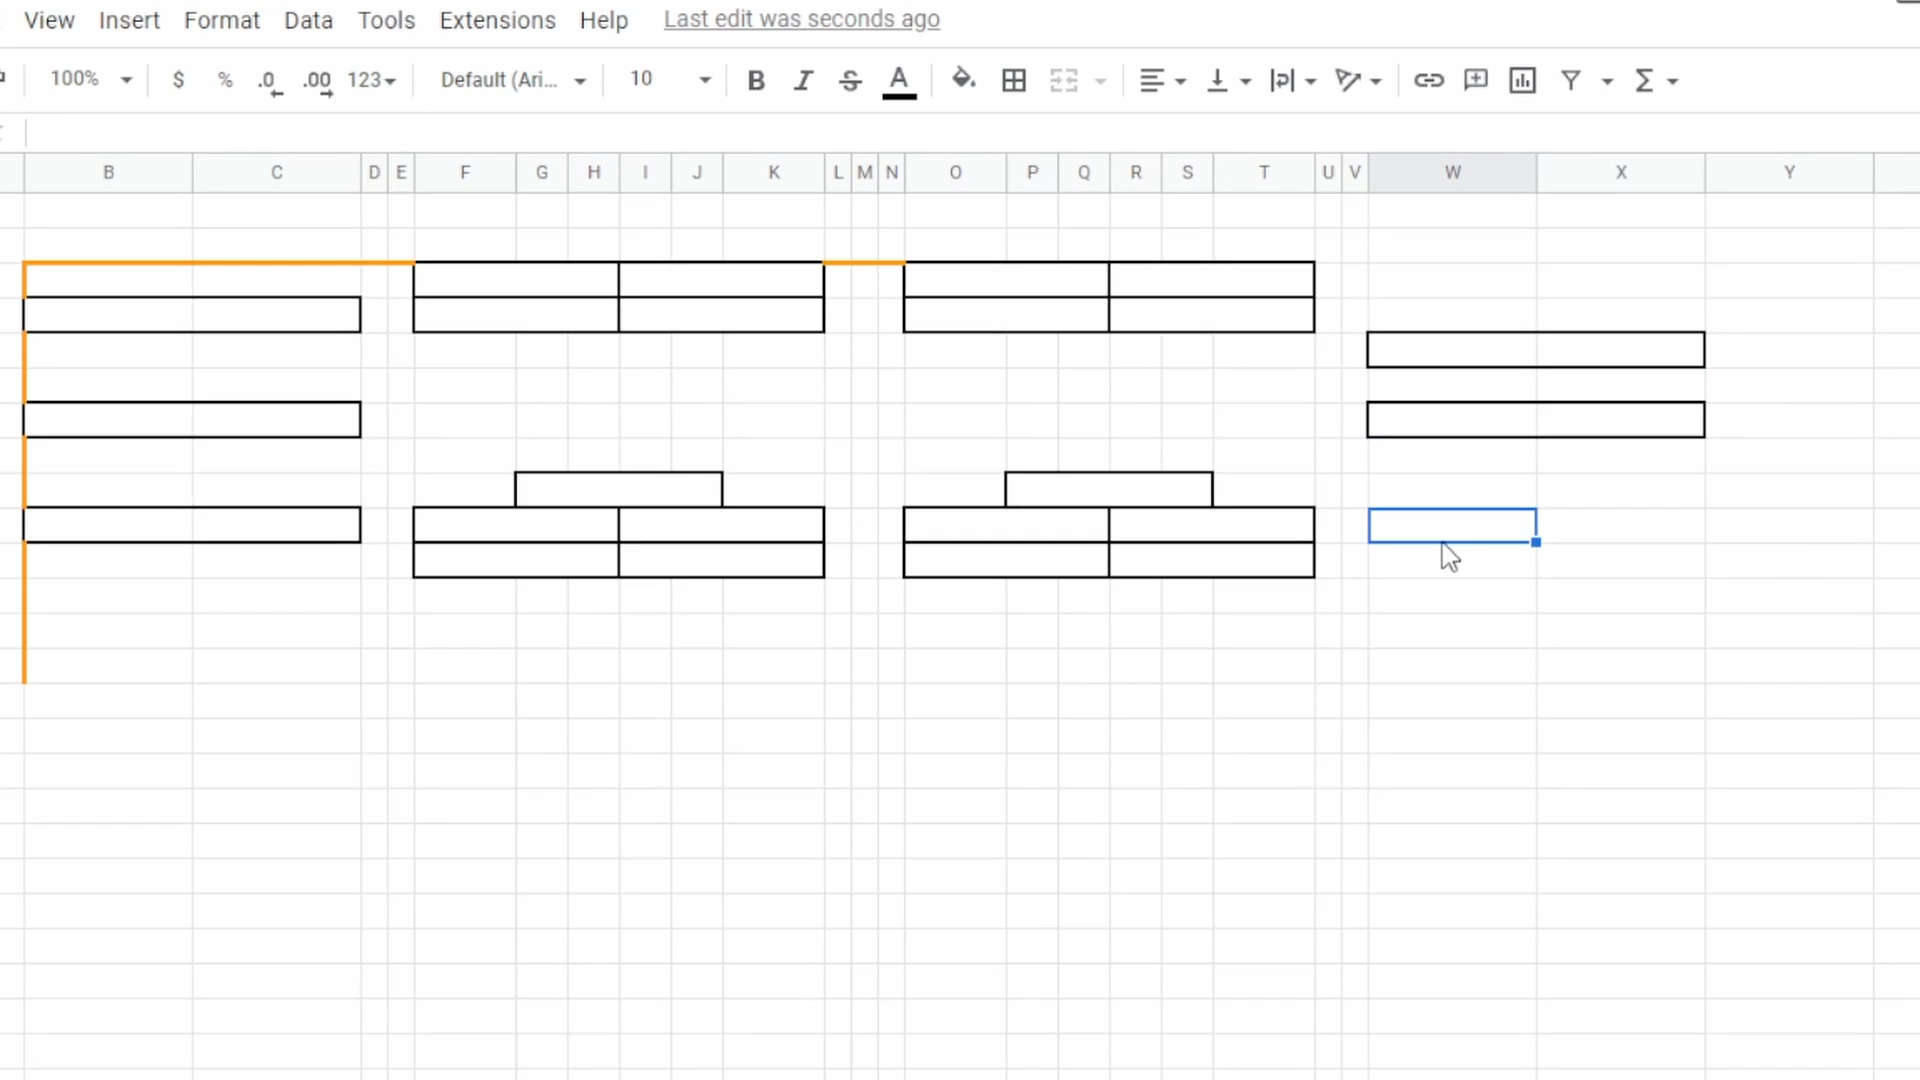 View Insert Format Data Tools Extensions Help Last edit was seconds ago
100% $ % .0 .00 123 Default (Ari... 10 B I S A
B C D E F G H I J K L M N O P Q R S T U V W X Y